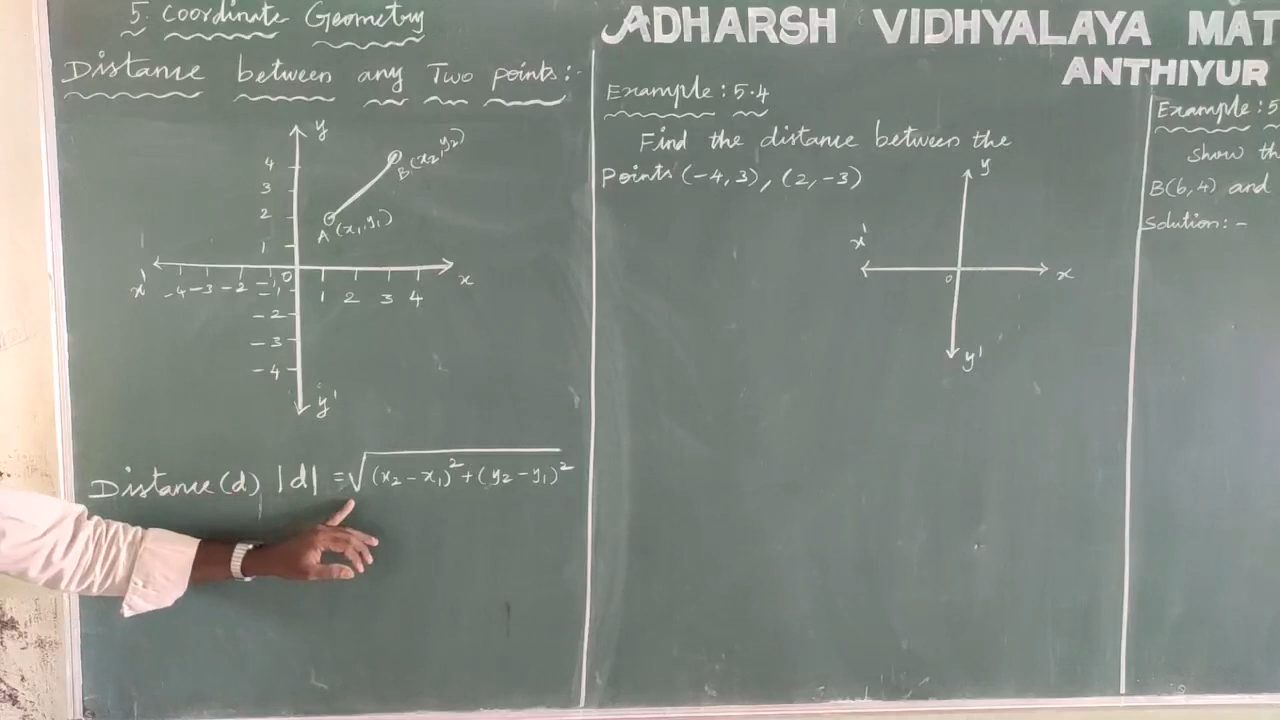 5. Coordinate Geometry
Distance between any Two points:-
y
4
3
2
1
B(x₂,y₂)
A(x₁,y₁)
x'
-4 -3 -2 -1
0
1 2 3 4
x
-1
-2
-3
-4
y'
Distance(d) |d| = √(x₂-x₁)²+(y₂-y₁)²
ADHARSH VIDHYALAYA MAT
ANTHIYUR
Example: 5.4
Find the distance between the
Points (-4,3), (2,-3)
y
x'
0
x
y'
Example: 5
Show th
B(6,4) and
Solution:-